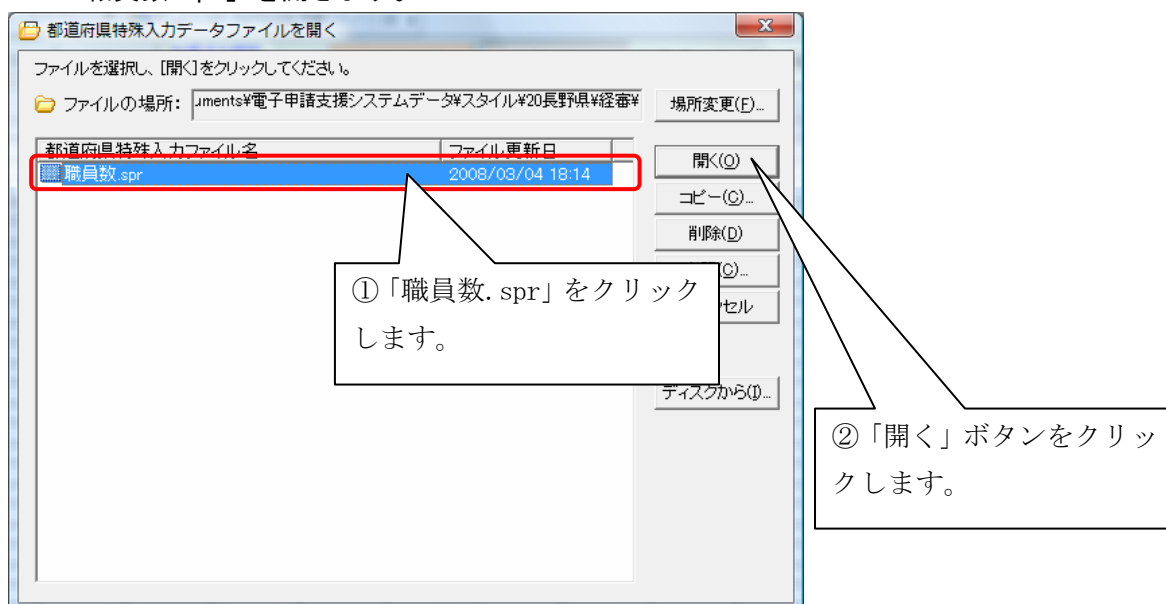 都道府県特殊入力データファイルを開く
ファイルを選択し、[開く]をクリックしてください。
ファイルの場所: uments¥電子申請支援システムデータ¥スタイル¥20長野県¥経審¥ 場所変更(F)...
都道府県特殊入力ファイル名 ファイル更新日
職員数.spr 2008/03/04 18:14
開く(O)
コピー(C)...
削除(D)
(C)...
セル
ディスクから(I)...
①「職員数.spr」をクリック
します。
②「開く」ボタンをクリッ
クします。